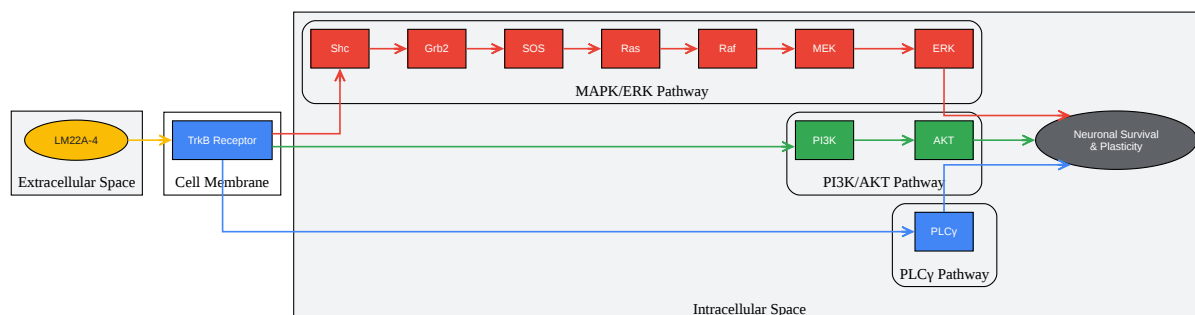 Shc
Grb2
SOS
Ras
Raf
MEK
ERK
MAPK/ERK Pathway
LM22A-4
Extracellular Space
TrkB Receptor
Cell Membrane
PI3K
AKT
PI3K/AKT Pathway
Neuronal Survival
& Plasticity
PLCγ
PLCγ Pathway
Intracellular Space